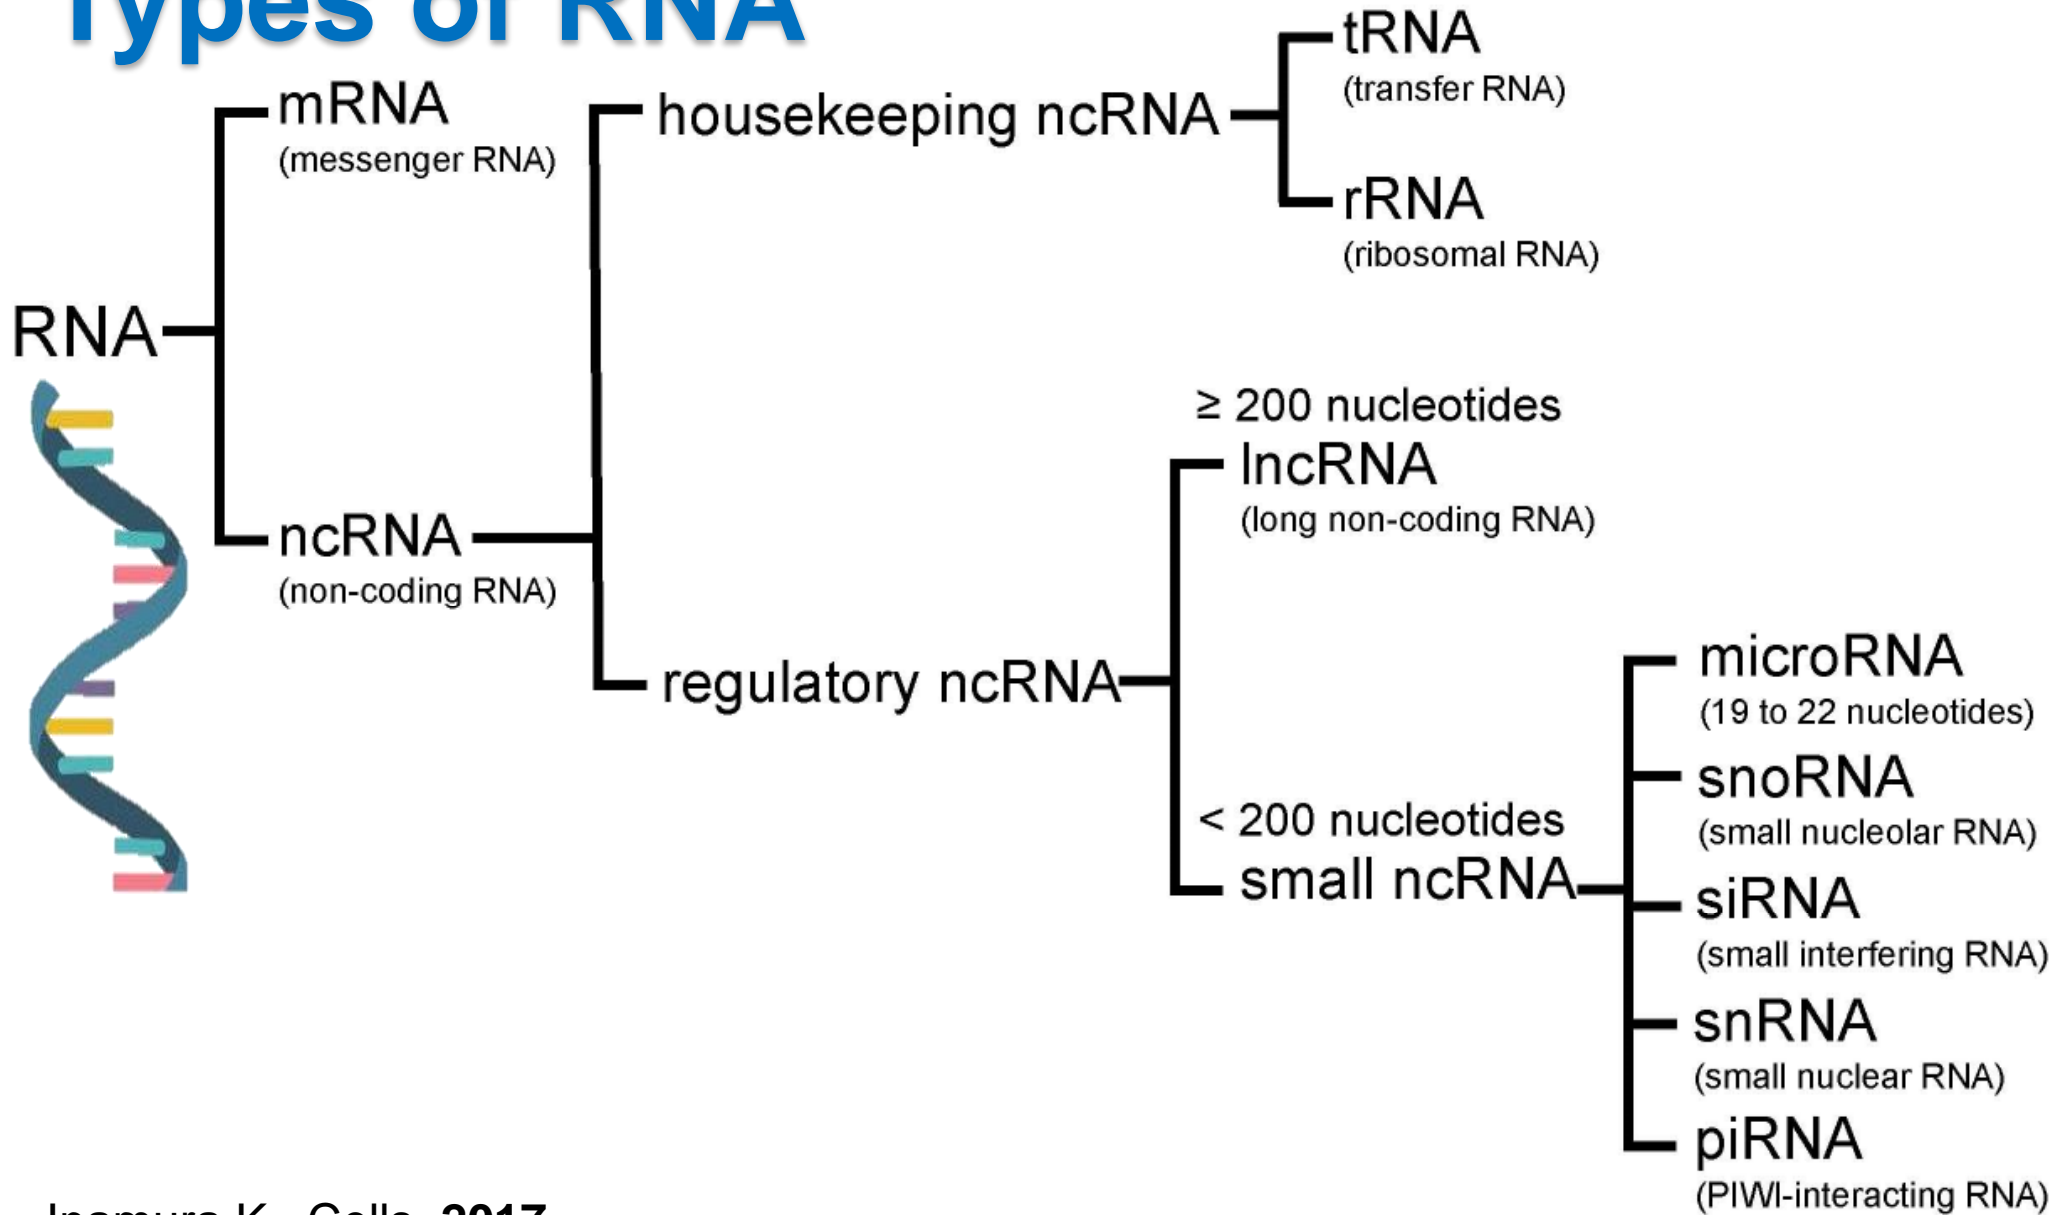 Types of RNA
tRNA
(transfer RNA)
mRNA
(messenger RNA)
housekeeping ncRNA
rRNA
(ribosomal RNA)
RNA
≥ 200 nucleotides
lncRNA
(long non-coding RNA)
ncRNA
(non-coding RNA)
regulatory ncRNA
microRNA
(19 to 22 nucleotides)
snoRNA
(small nucleolar RNA)
< 200 nucleotides
small ncRNA
siRNA
(small interfering RNA)
snRNA
(small nuclear RNA)
piRNA
(PIWI-interacting RNA)
Inamura K., Cells, 2017